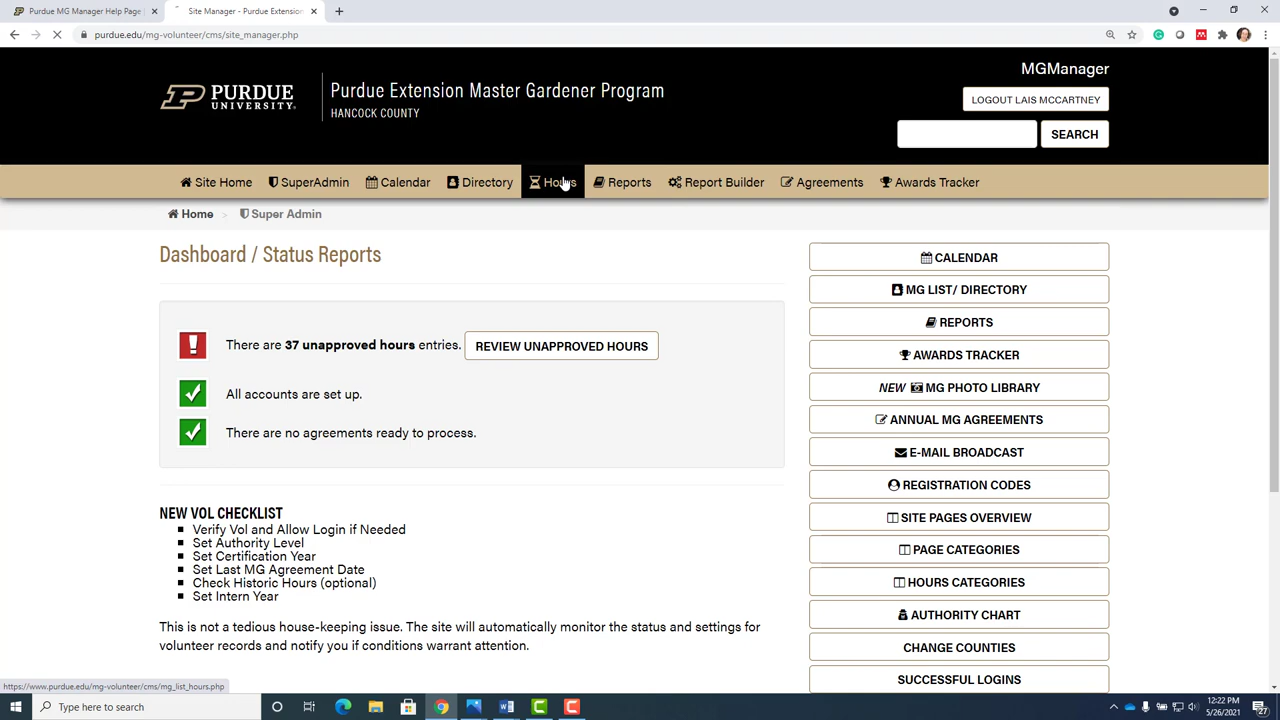 Purdue MG Manager Help Page
Site Manager - Purdue Extension
purdue.edu/mg-volunteer/cms/site_manager.php
PURDUE UNIVERSITY
Purdue Extension Master Gardener Program
HANCOCK COUNTY
MGManager
LOGOUT LAIS MCCARTNEY
SEARCH
Site Home SuperAdmin Calendar Directory Hours Reports Report Builder Agreements Awards Tracker
Home > Super Admin
Dashboard / Status Reports
There are 37 unapproved hours entries. REVIEW UNAPPROVED HOURS
All accounts are set up.
There are no agreements ready to process.
NEW VOL CHECKLIST
Verify Vol and Allow Login if Needed
Set Authority Level
Set Certification Year
Set Last MG Agreement Date
Check Historic Hours (optional)
Set Intern Year
This is not a tedious house-keeping issue. The site will automatically monitor the status and settings for
volunteer records and notify you if conditions warrant attention.
CALENDAR
MG LIST/ DIRECTORY
REPORTS
AWARDS TRACKER
NEW MG PHOTO LIBRARY
ANNUAL MG AGREEMENTS
E-MAIL BROADCAST
REGISTRATION CODES
SITE PAGES OVERVIEW
PAGE CATEGORIES
HOURS CATEGORIES
AUTHORITY CHART
CHANGE COUNTIES
SUCCESSFUL LOGINS
https://www.purdue.edu/mg-volunteer/cms/mg_list_hours.php
Type here to search
12:22 PM
5/26/2021
27